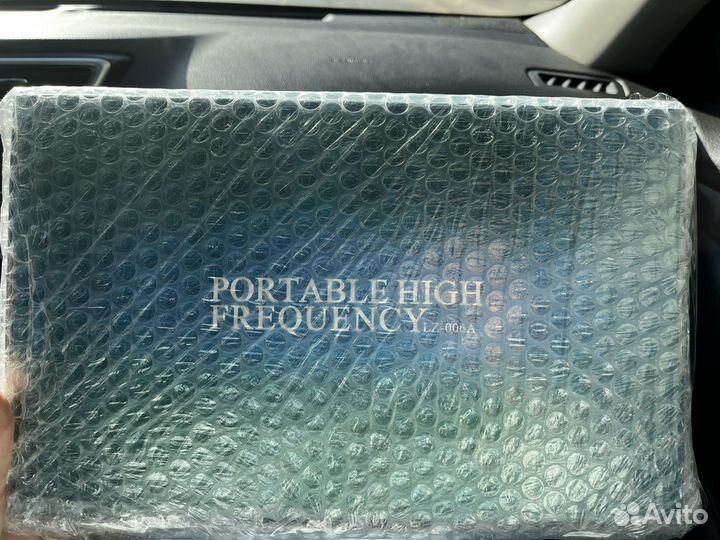 PORTABLE HIGH
FREQUENCY LZ-006A
Avito